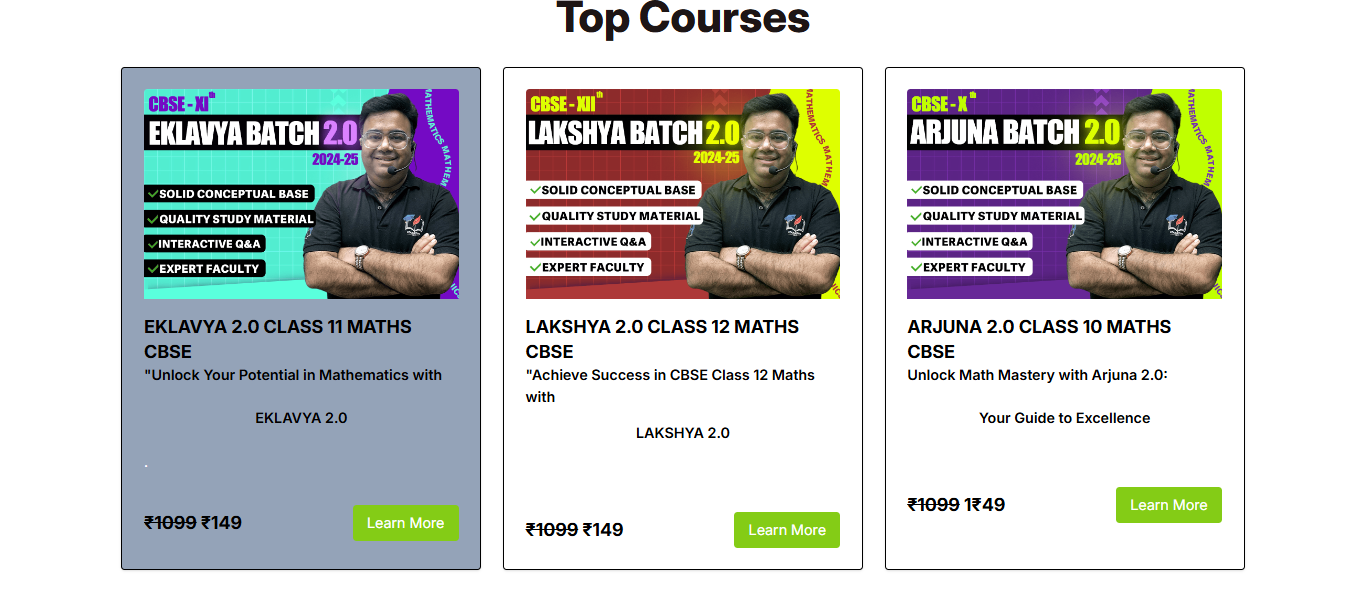 Top Courses
CBSE - XIth
EKLAVYA BATCH 2.0
2024-25
✓SOLID CONCEPTUAL BASE
✓QUALITY STUDY MATERIAL
✓INTERACTIVE Q&A
✓EXPERT FACULTY
MATHEMATICS MATHEM
EKLAVYA 2.0 CLASS 11 MATHS
CBSE
"Unlock Your Potential in Mathematics with
EKLAVYA 2.0
.
₹1099 ₹149
Learn More
CBSE - XIIth
LAKSHYA BATCH 2.0
2024-25
✓SOLID CONCEPTUAL BASE
✓QUALITY STUDY MATERIAL
✓INTERACTIVE Q&A
✓EXPERT FACULTY
MATHEMATICS MATHEM
LAKSHYA 2.0 CLASS 12 MATHS
CBSE
"Achieve Success in CBSE Class 12 Maths
with
LAKSHYA 2.0
₹1099 ₹149
Learn More
CBSE - Xth
ARJUNA BATCH 2.0
2024-25
✓SOLID CONCEPTUAL BASE
✓QUALITY STUDY MATERIAL
✓INTERACTIVE Q&A
✓EXPERT FACULTY
MATHEMATICS MATHEM
ARJUNA 2.0 CLASS 10 MATHS
CBSE
Unlock Math Mastery with Arjuna 2.0:
Your Guide to Excellence
₹1099 1₹49
Learn More